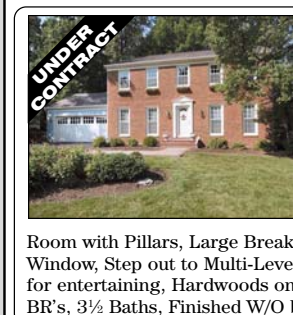 UNDER
CONTRACT
Room with Pillars, Large Break
Window, Step out to Multi-Leve
for entertaining, Hardwoods on
BR's, 3½ Baths, Finished W/O